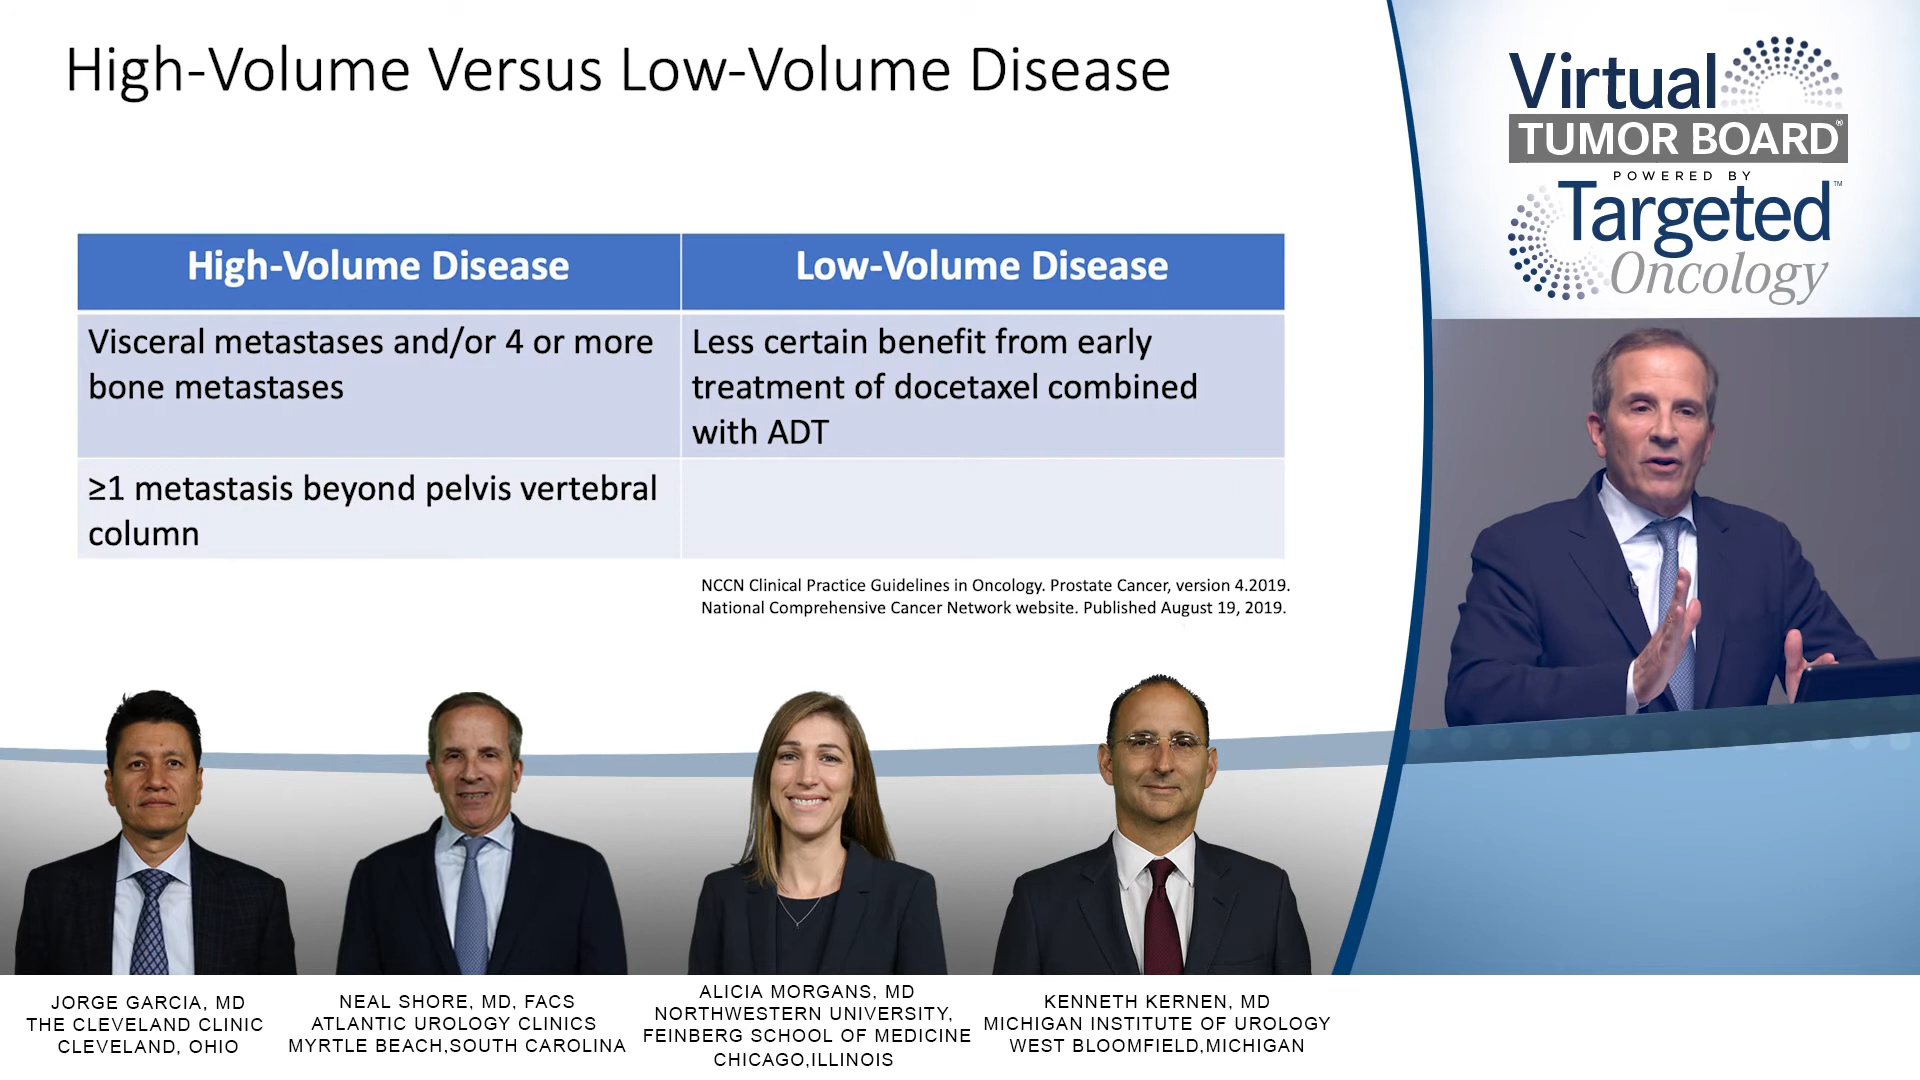 High-Volume Versus Low-Volume Disease
Virtual
TUMOR BOARD®
POWERED BY
Targeted™
Oncology
High-Volume Disease
Low-Volume Disease
Visceral metastases and/or 4 or more
bone metastases
Less certain benefit from early
treatment of docetaxel combined
with ADT
≥1 metastasis beyond pelvis vertebral
column
NCCN Clinical Practice Guidelines in Oncology. Prostate Cancer, version 4.2019.
National Comprehensive Cancer Network website. Published August 19, 2019.
JORGE GARCIA, MD
THE CLEVELAND CLINIC
CLEVELAND, OHIO
NEAL SHORE, MD, FACS
ATLANTIC UROLOGY CLINICS
MYRTLE BEACH,SOUTH CAROLINA
ALICIA MORGANS, MD
NORTHWESTERN UNIVERSITY,
FEINBERG SCHOOL OF MEDICINE
CHICAGO,ILLINOIS
KENNETH KERNEN, MD
MICHIGAN INSTITUTE OF UROLOGY
WEST BLOOMFIELD,MICHIGAN